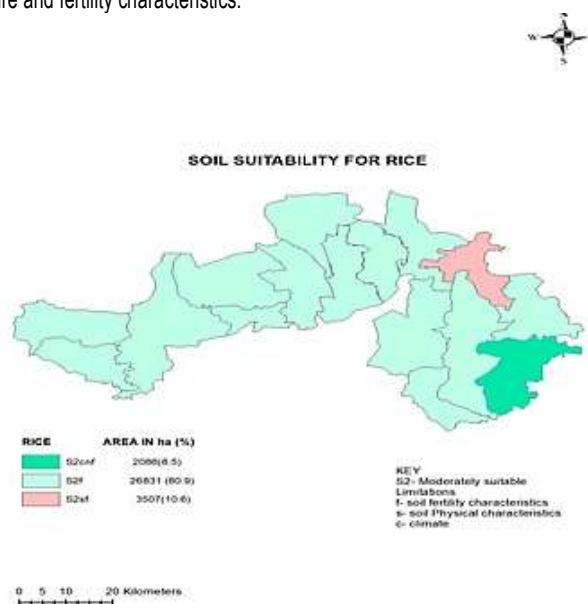 re and fertility characteristics.
N
W
S
SOIL SUITABILITY FOR RICE
RICE AREA IN ha (%)
S2cnf 2086(6.5)
S2f 26831 (80.9)
S2sf 3507(10.6)
KEY
S2- Moderately suitable
Limitations
f- soil fertility characteristics
s- soil Physical characteristics
c- climate
0 5 10 20 Kilometers